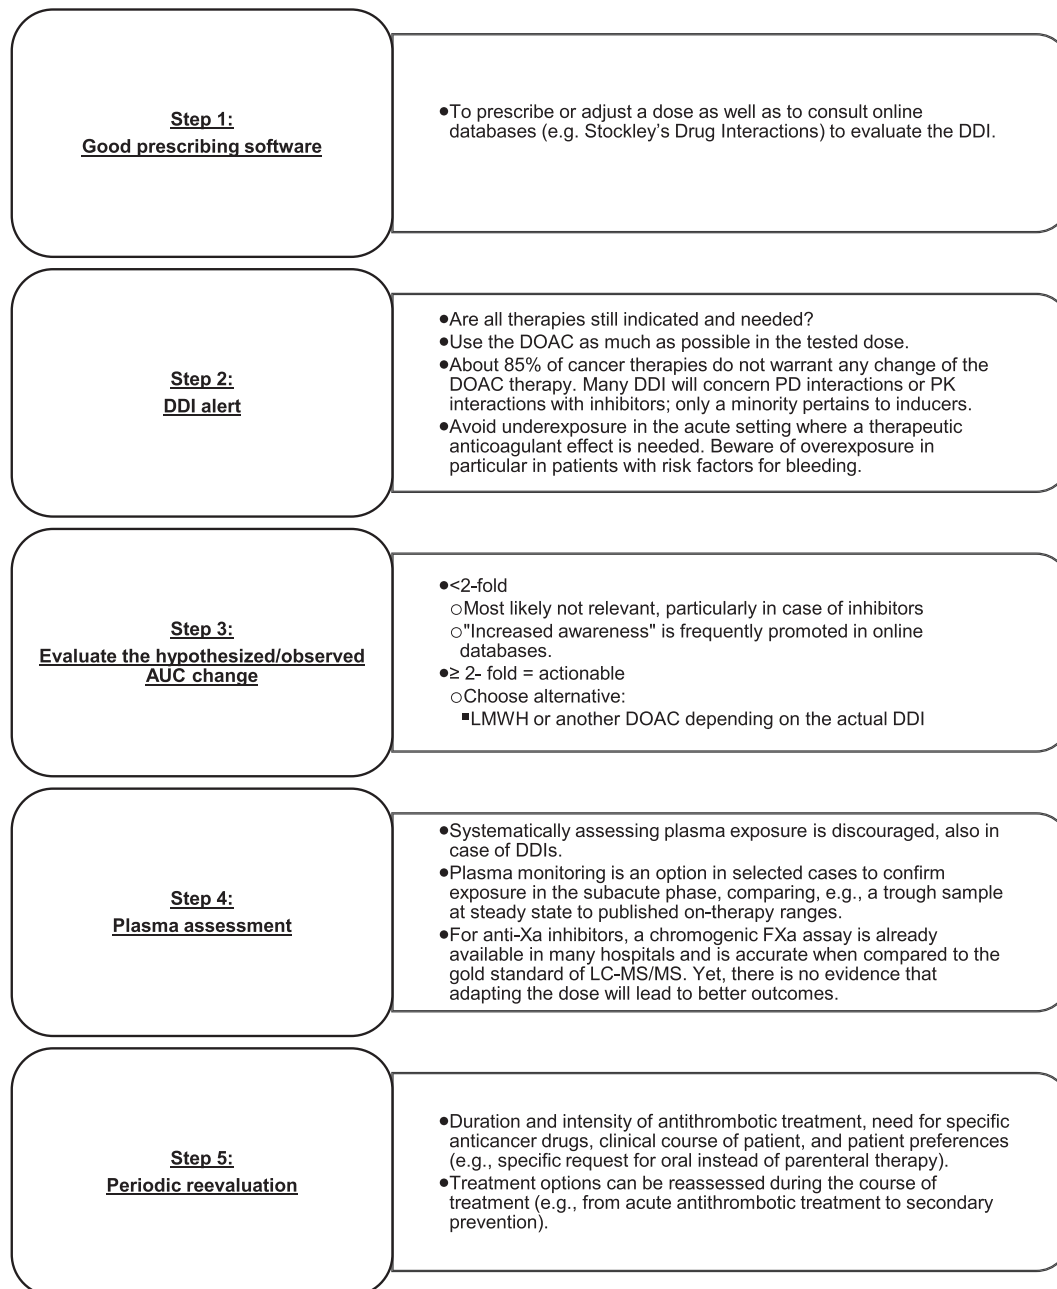 Step 1:
Good prescribing software
●To prescribe or adjust a dose as well as to consult online
databases (e.g. Stockley's Drug Interactions) to evaluate the DDI.
Step 2:
DDI alert
●Are all therapies still indicated and needed?
●Use the DOAC as much as possible in the tested dose.
●About 85% of cancer therapies do not warrant any change of the
DOAC therapy. Many DDI will concern PD interactions or PK
interactions with inhibitors; only a minority pertains to inducers.
●Avoid underexposure in the acute setting where a therapeutic
anticoagulant effect is needed. Beware of overexposure in
particular in patients with risk factors for bleeding.
Step 3:
Evaluate the hypothesized/observed
AUC change
●<2-fold
○Most likely not relevant, particularly in case of inhibitors
○"Increased awareness" is frequently promoted in online
databases.
●≥ 2- fold = actionable
○Choose alternative:
■LMWH or another DOAC depending on the actual DDI
Step 4:
Plasma assessment
●Systematically assessing plasma exposure is discouraged, also in
case of DDIs.
●Plasma monitoring is an option in selected cases to confirm
exposure in the subacute phase, comparing, e.g., a trough sample
at steady state to published on-therapy ranges.
●For anti-Xa inhibitors, a chromogenic FXa assay is already
available in many hospitals and is accurate when compared to the
gold standard of LC-MS/MS. Yet, there is no evidence that
adapting the dose will lead to better outcomes.
Step 5:
Periodic reevaluation
●Duration and intensity of antithrombotic treatment, need for specific
anticancer drugs, clinical course of patient, and patient preferences
(e.g., specific request for oral instead of parenteral therapy).
●Treatment options can be reassessed during the course of
treatment (e.g., from acute antithrombotic treatment to secondary
prevention).